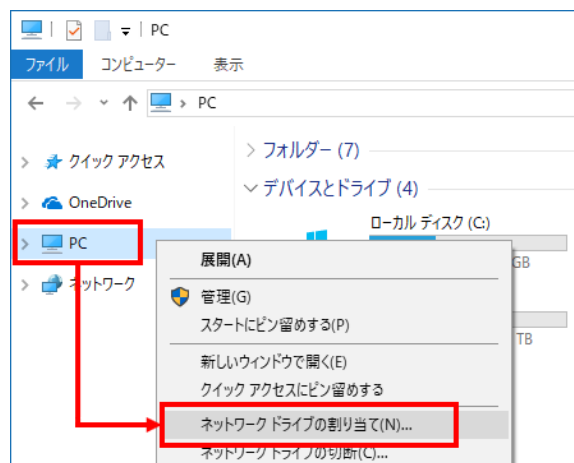 PC
ファイル コンピューター 表示
PC
クイック アクセス
OneDrive
PC
ネットワーク
フォルダー (7)
デバイスとドライブ (4)
ローカル ディスク (C:)
GB
TB
展開(A)
管理(G)
スタートにピン留めする(P)
新しいウィンドウで開く(E)
クイック アクセスにピン留めする
ネットワーク ドライブの割り当て(N)...
ネットワーク ドライブの切断(C)...